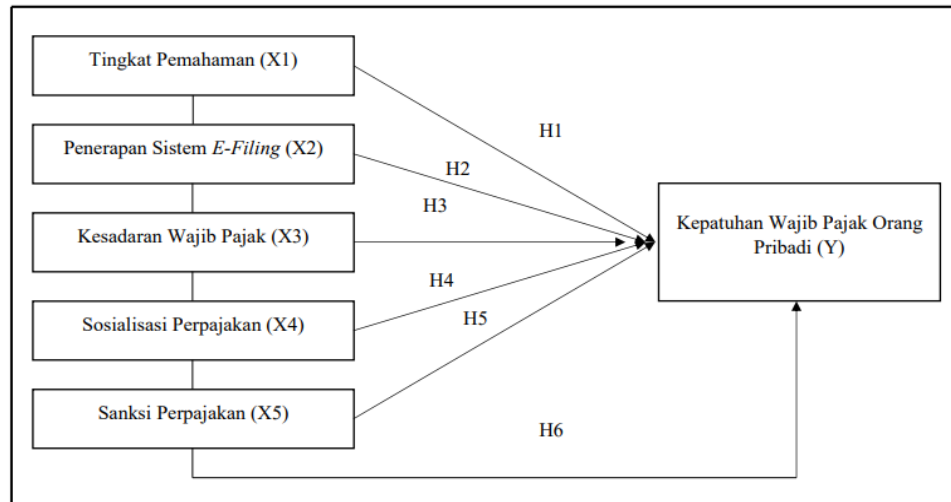 Tingkat Pemahaman (X1)
H1
Penerapan Sistem E-Filing (X2)
H2
H3
Kesadaran Wajib Pajak (X3)
Kepatuhan Wajib Pajak Orang
Pribadi (Y)
H4
Sosialisasi Perpajakan (X4)
H5
Sanksi Perpajakan (X5)
H6